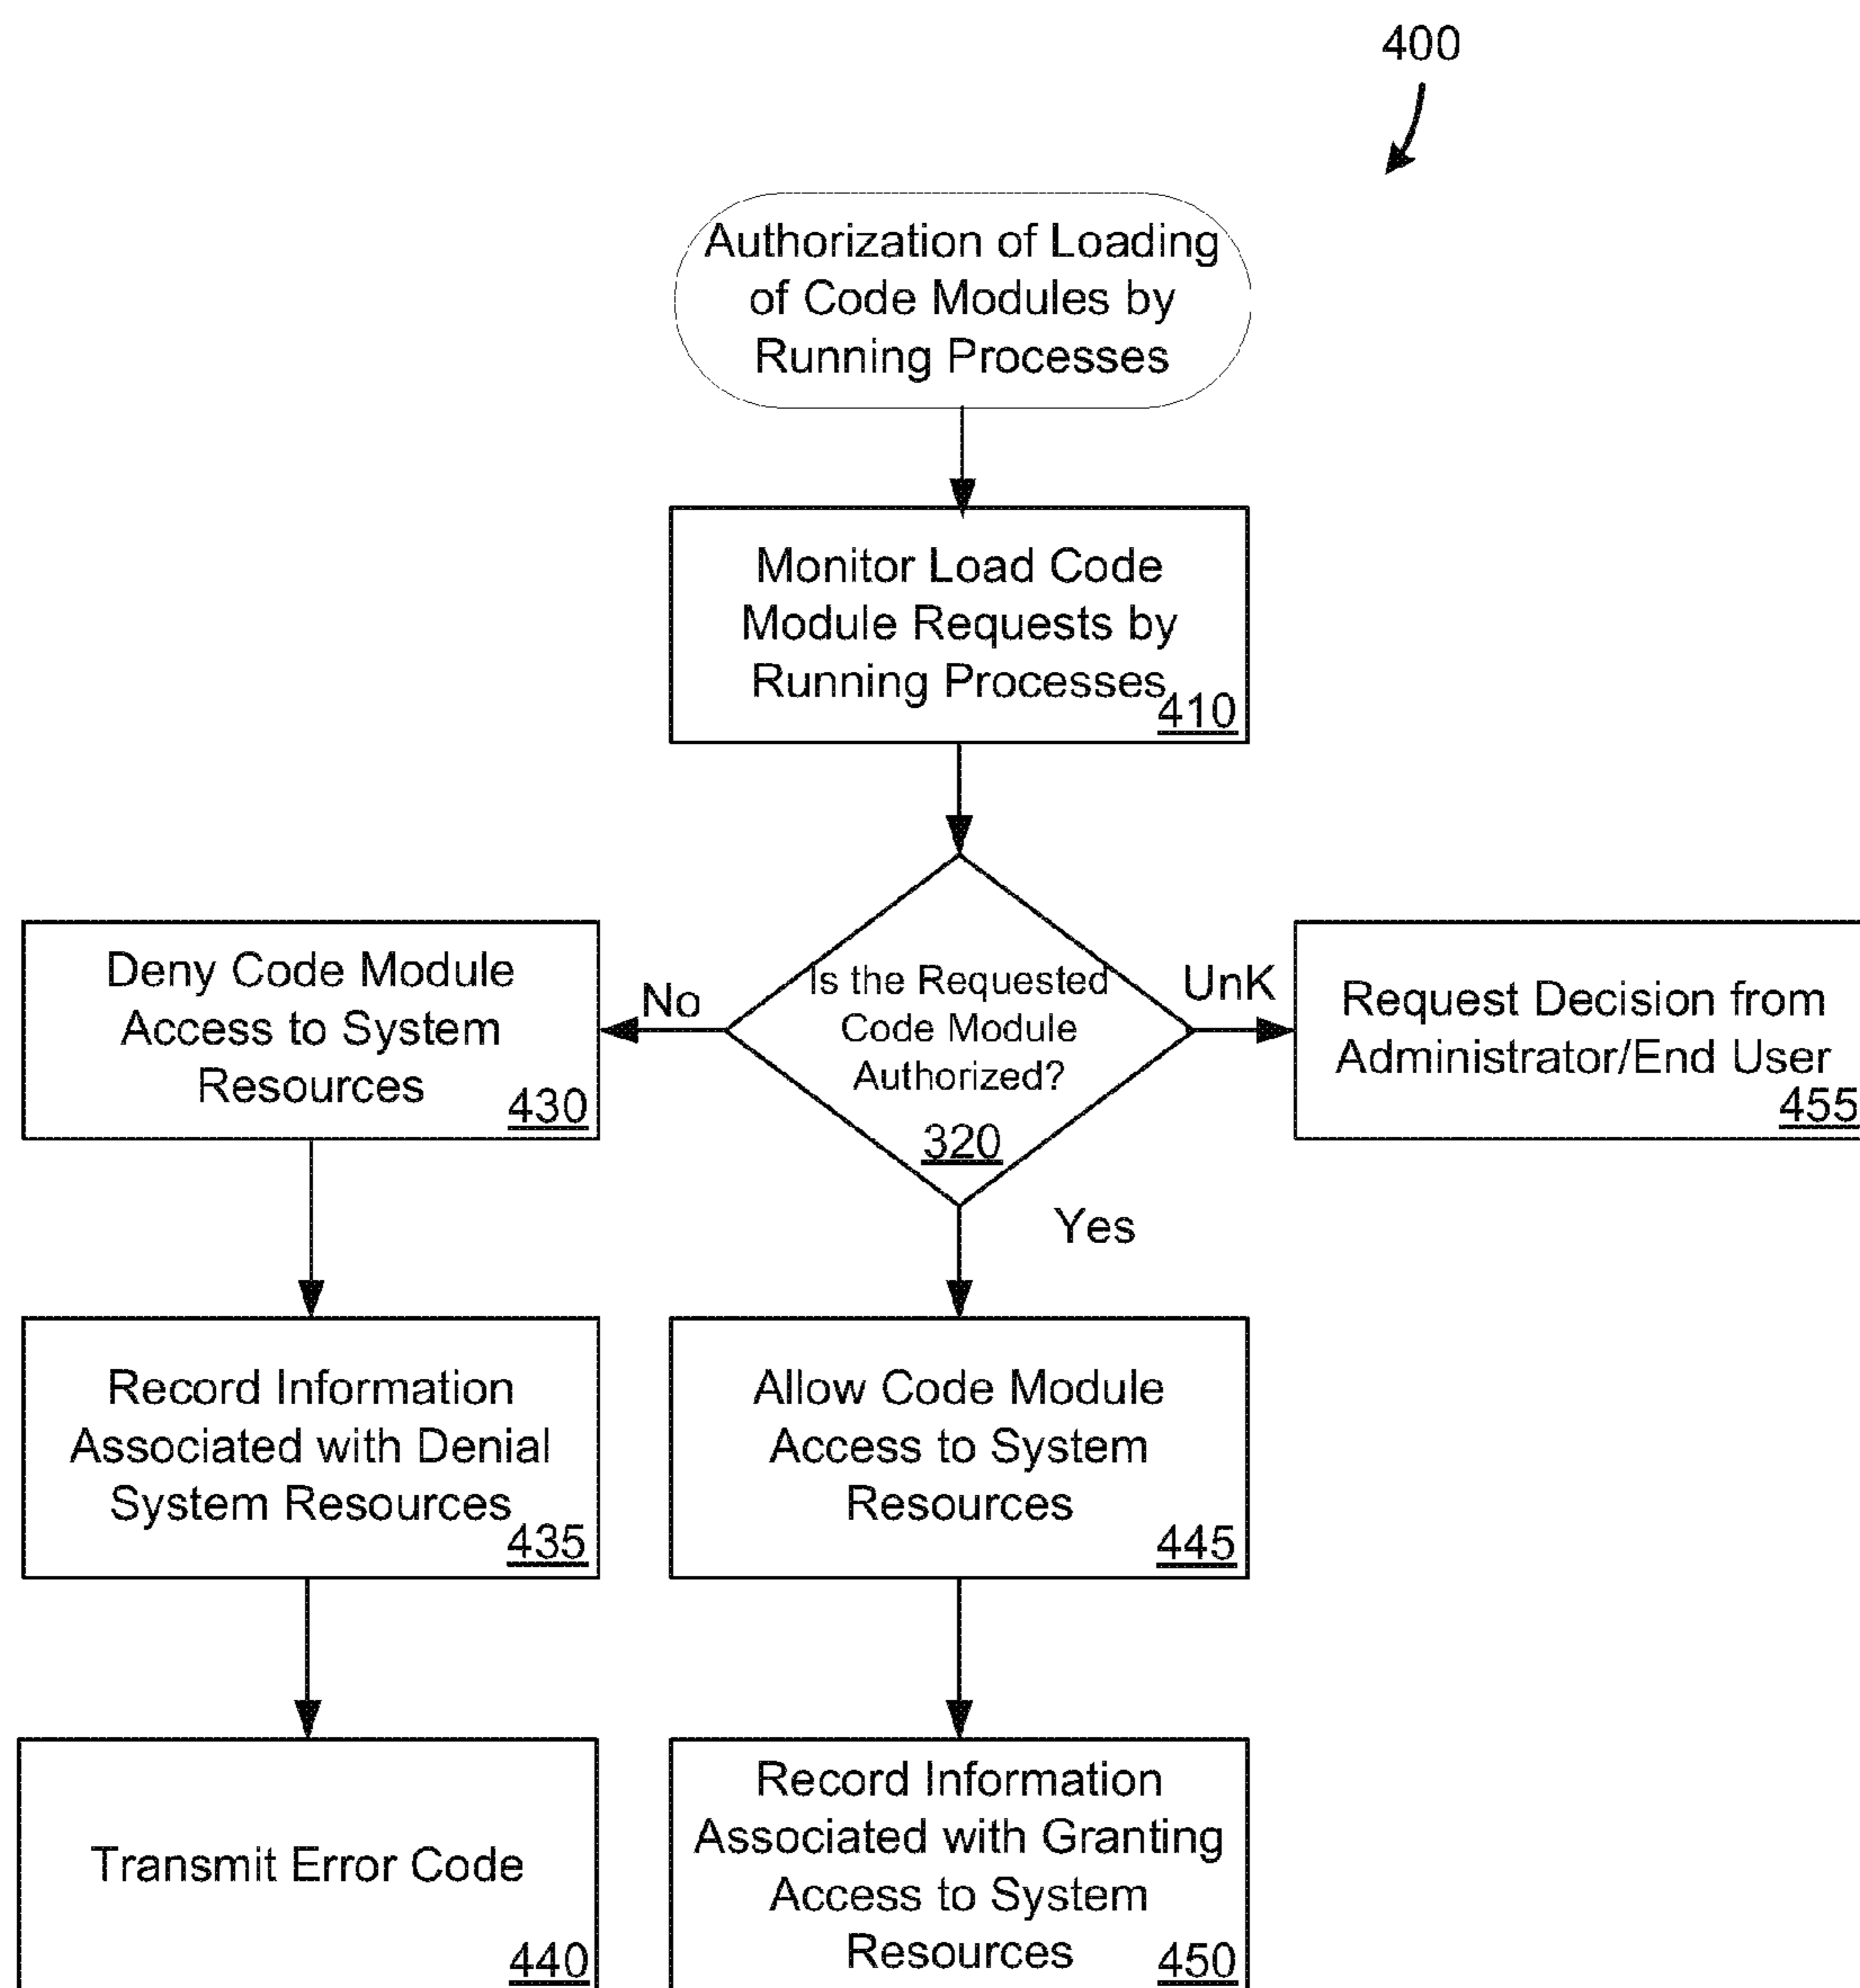 400
Authorization of Loading
of Code Modules by
Running Processes
Monitor Load Code
Module Requests by
Running Processes
410
Deny Code Module
Access to System
Resources
430
No
Is the Requested
Code Module
Authorized?
320
UnK
Request Decision from
Administrator/End User
455
Yes
Record Information
Associated with Denial
System Resources
435
Allow Code Module
Access to System
Resources
445
Transmit Error Code
440
Record Information
Associated with Granting
Access to System
Resources
450